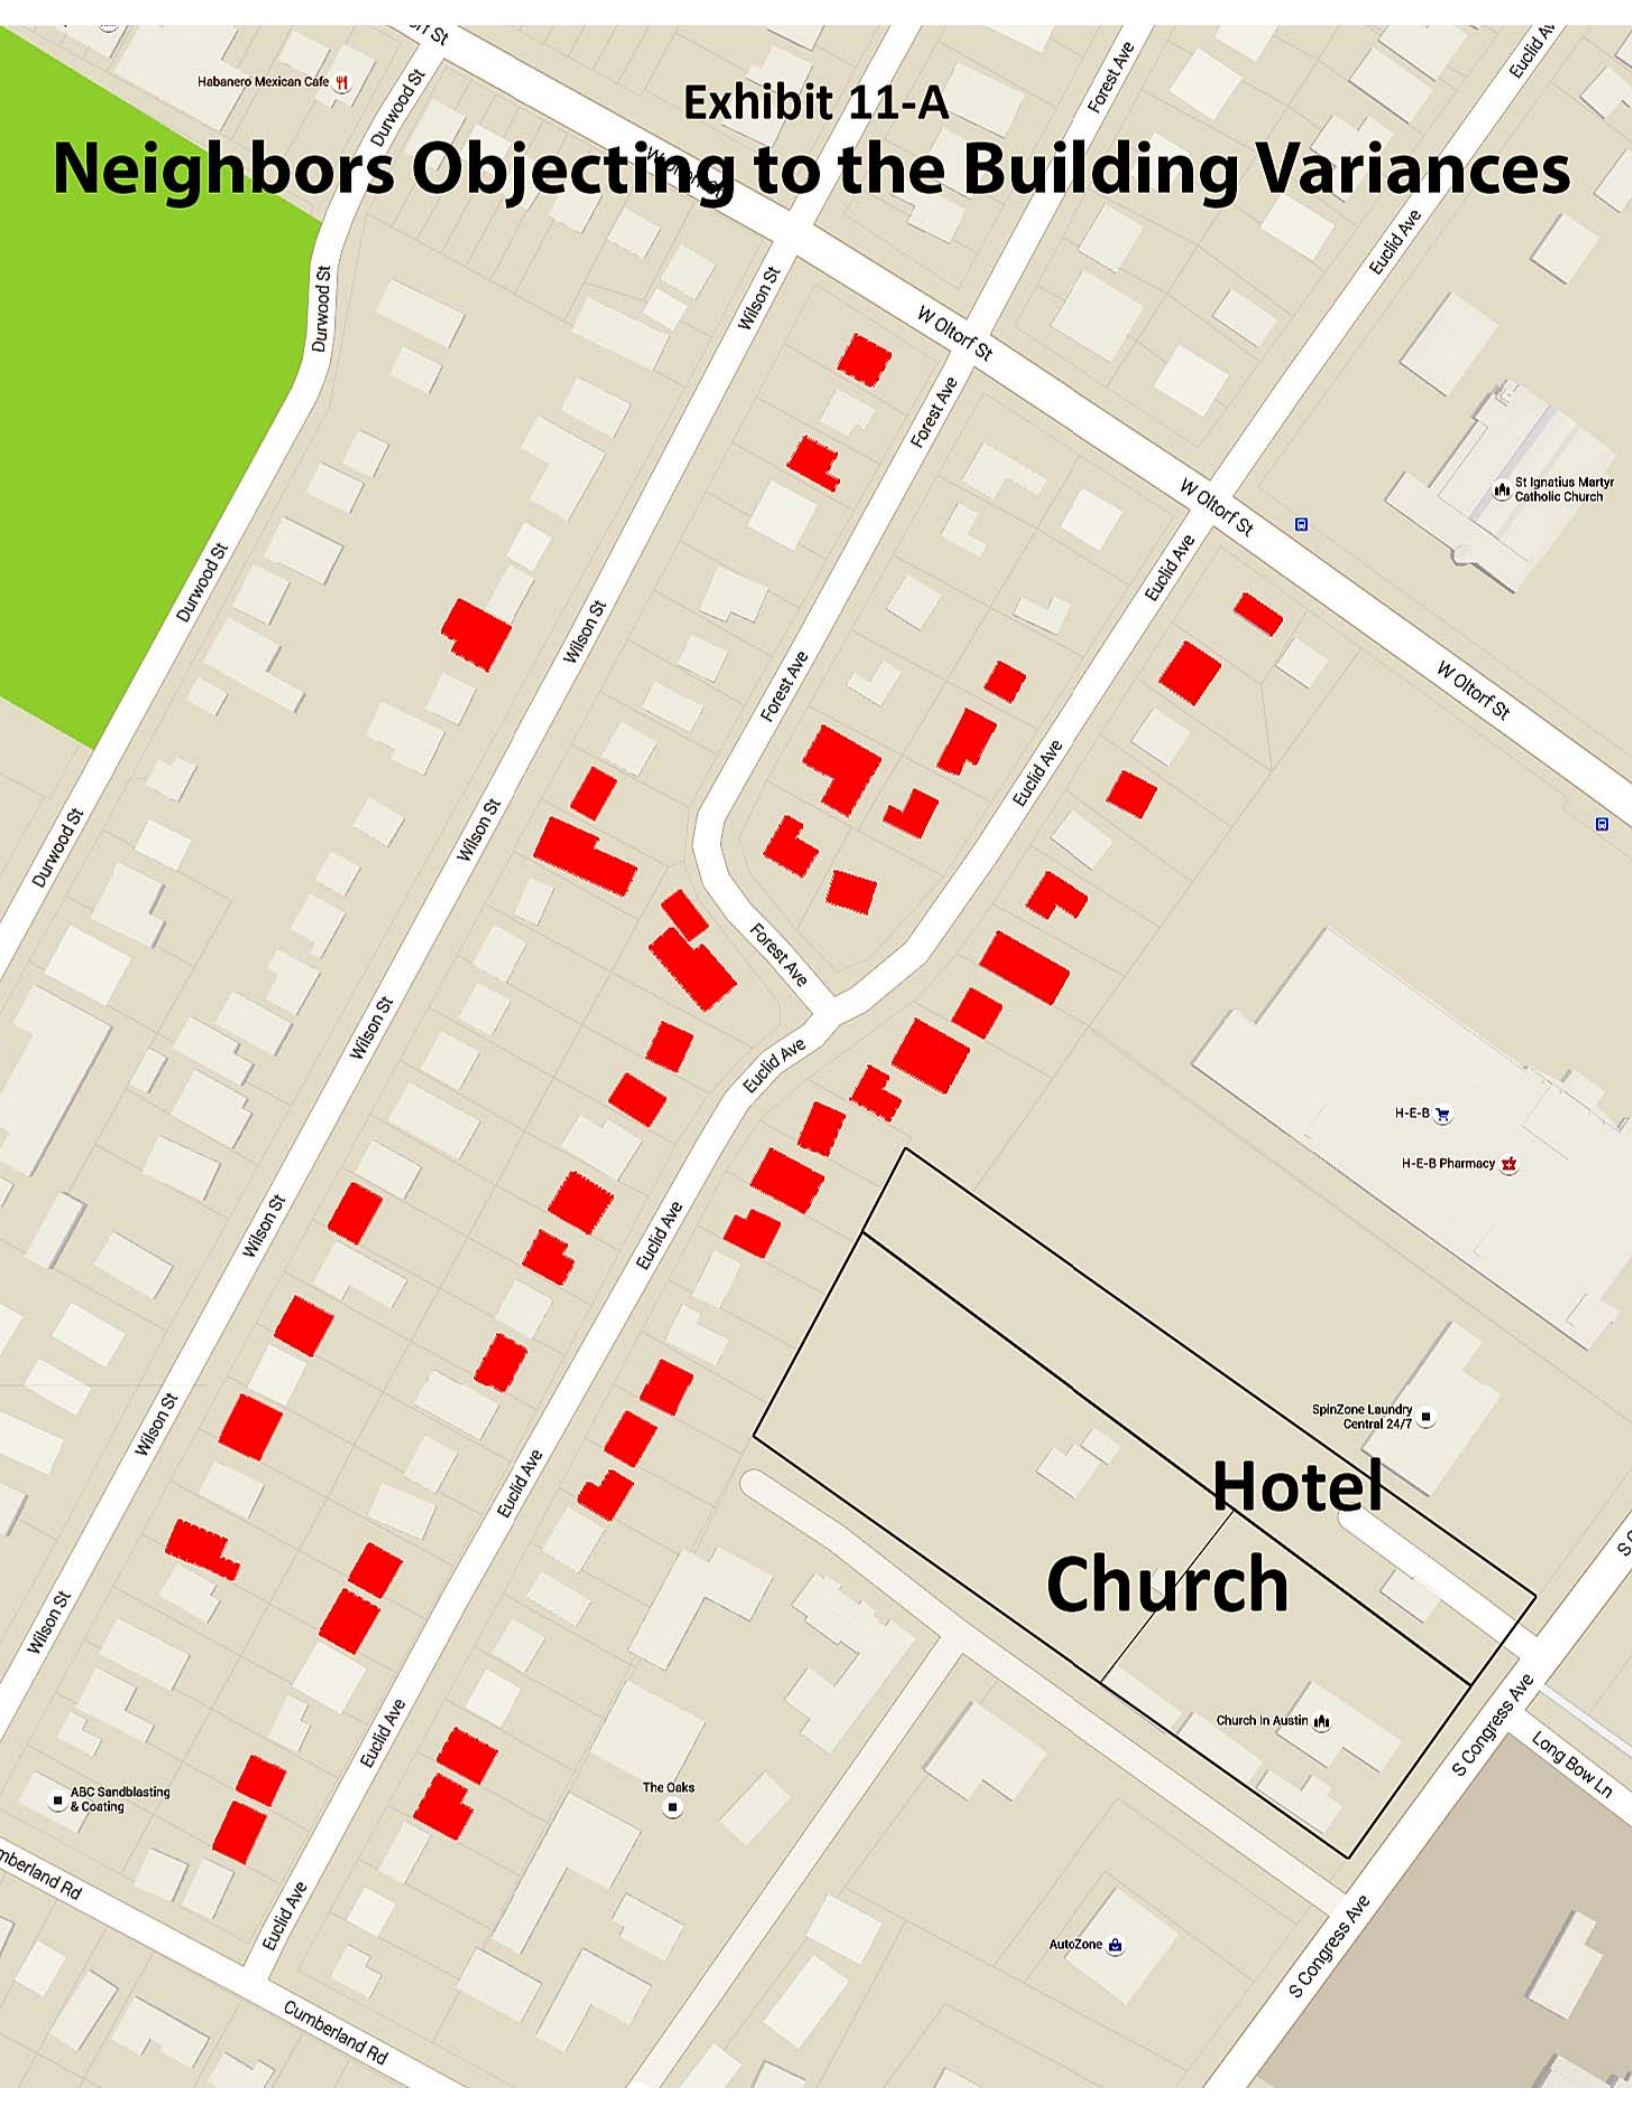 Exhibit 11-A
Neighbors Objecting to the Building Variances
Habanero Mexican Cafe
Durwood St
Forest Ave
Euclid Ave
Euclid Ave
Durwood St
Wilson St
W Oltorf St
Forest Ave
W Oltorf St
St Ignatius Martyr
Catholic Church
Euclid Ave
Durwood St
Wilson St
Forest Ave
W Oltorf St
Euclid Ave
Wilson St
Durwood St
Forest Ave
Wilson St
Euclid Ave
H-E-B
H-E-B Pharmacy
Wilson St
Euclid Ave
SpinZone Laundry
Central 24/7
Wilson St
Hotel
Euclid Ave
Church
Wilson St
Church In Austin
S Congress Ave
Euclid Ave
Long Bow Ln
The Oaks
ABC Sandblasting
& Coating
Euclid Ave
AutoZone
S Congress Ave
Cumberland Rd